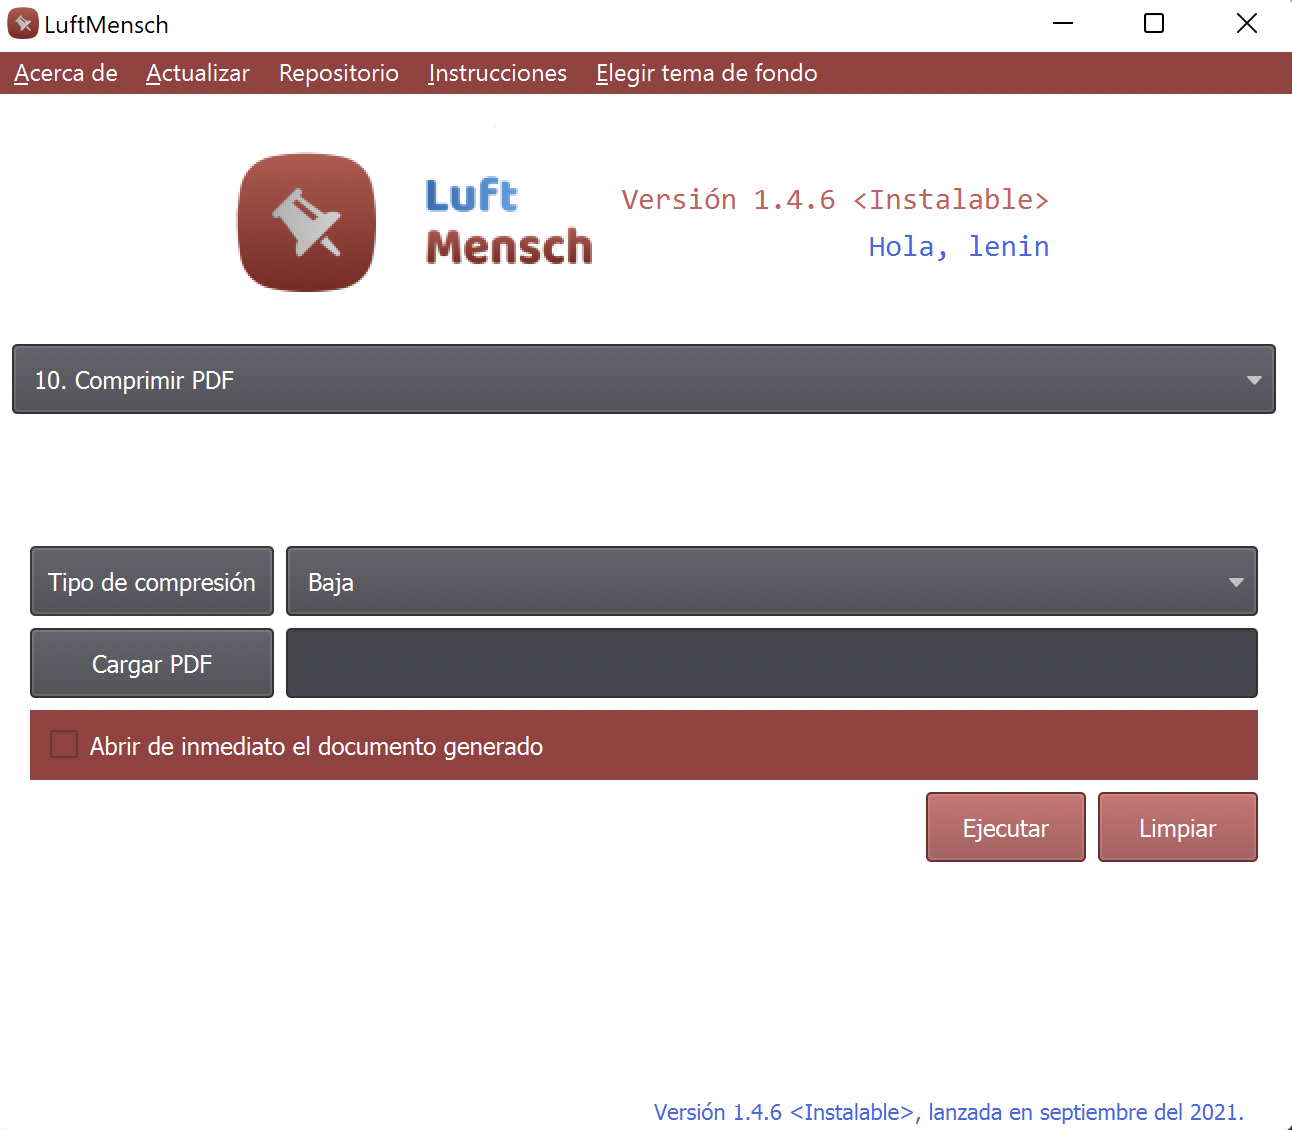 LuftMensch
Acerca de Actualizar Repositorio Instrucciones Elegir tema de fondo
Luft
Mensch
Versión 1.4.6 <Instalable>
Hola, lenin
10. Comprimir PDF
Tipo de compresión Baja
Cargar PDF
Abrir de inmediato el documento generado
Ejecutar Limpiar
Versión 1.4.6 <Instalable>, lanzada en septiembre del 2021.